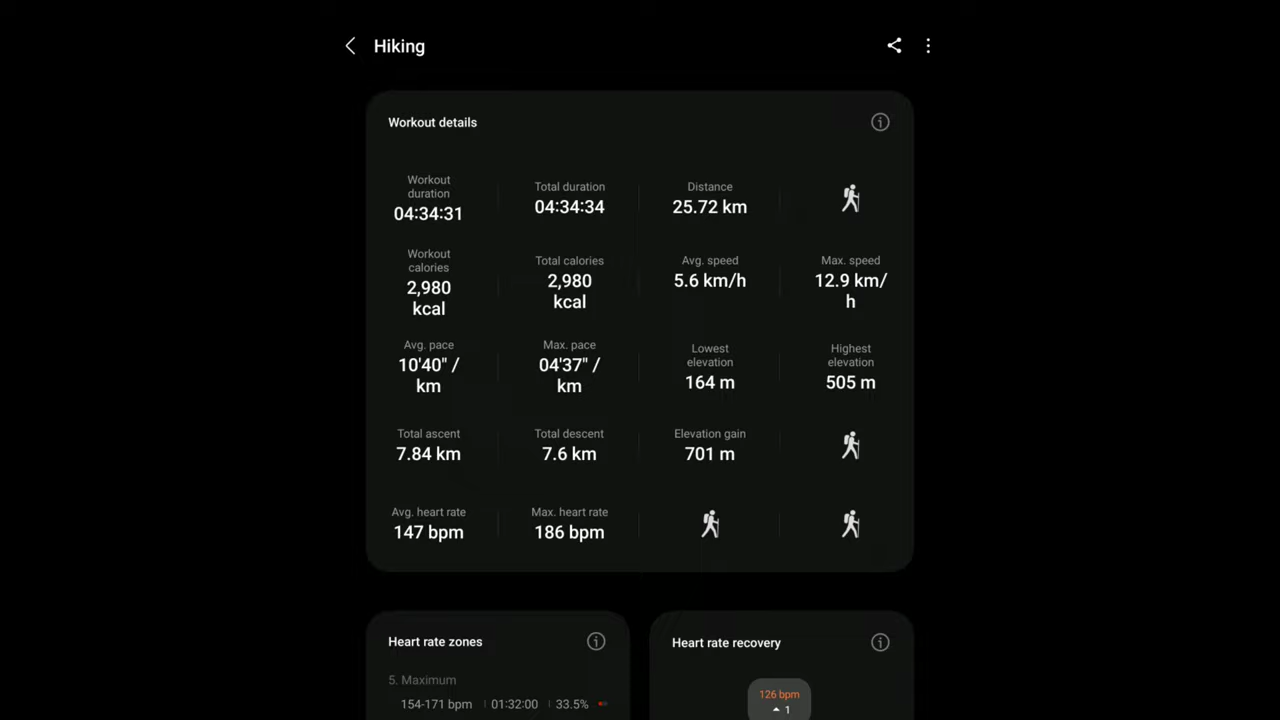 Hiking
Workout details
Workout
duration
04:34:31
Total duration
04:34:34
Distance
25.72 km
Workout
calories
2,980
kcal
Total calories
2,980
kcal
Avg. speed
5.6 km/h
Max. speed
12.9 km/
h
Avg. pace
10'40" /
km
Max. pace
04'37" /
km
Lowest
elevation
164 m
Highest
elevation
505 m
Total ascent
7.84 km
Total descent
7.6 km
Elevation gain
701 m
Avg. heart rate
147 bpm
Max. heart rate
186 bpm
Heart rate zones
5. Maximum
154-171 bpm 01:32:00 33.5%
Heart rate recovery
126 bpm
1